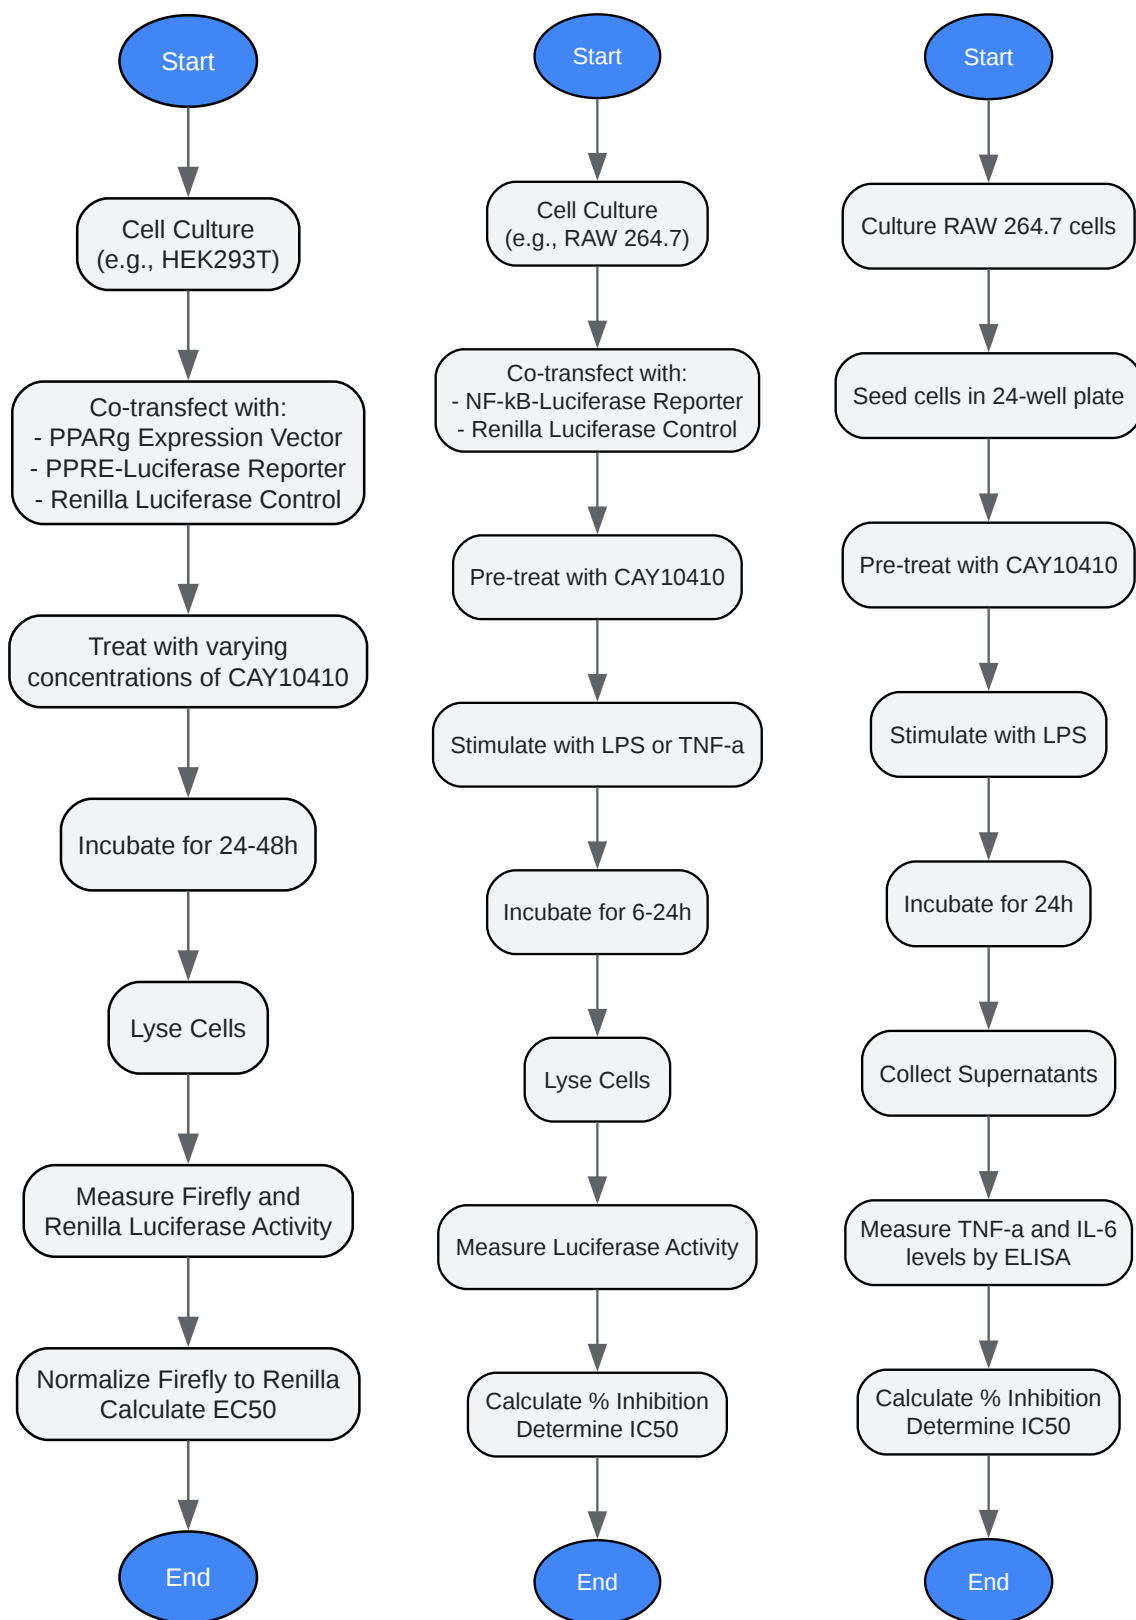 Start
Cell Culture
(e.g., HEK293T)
Co-transfect with:
- PPARg Expression Vector
- PPRE-Luciferase Reporter
- Renilla Luciferase Control
Treat with varying
concentrations of CAY10410
Incubate for 24-48h
Lyse Cells
Measure Firefly and
Renilla Luciferase Activity
Normalize Firefly to Renilla
Calculate EC50
End
Start
Cell Culture
(e.g., RAW 264.7)
Co-transfect with:
- NF-kB-Luciferase Reporter
- Renilla Luciferase Control
Pre-treat with CAY10410
Stimulate with LPS or TNF-a
Incubate for 6-24h
Lyse Cells
Measure Luciferase Activity
Calculate % Inhibition
Determine IC50
End
Start
Culture RAW 264.7 cells
Seed cells in 24-well plate
Pre-treat with CAY10410
Stimulate with LPS
Incubate for 24h
Collect Supernatants
Measure TNF-a and IL-6
levels by ELISA
Calculate % Inhibition
Determine IC50
End